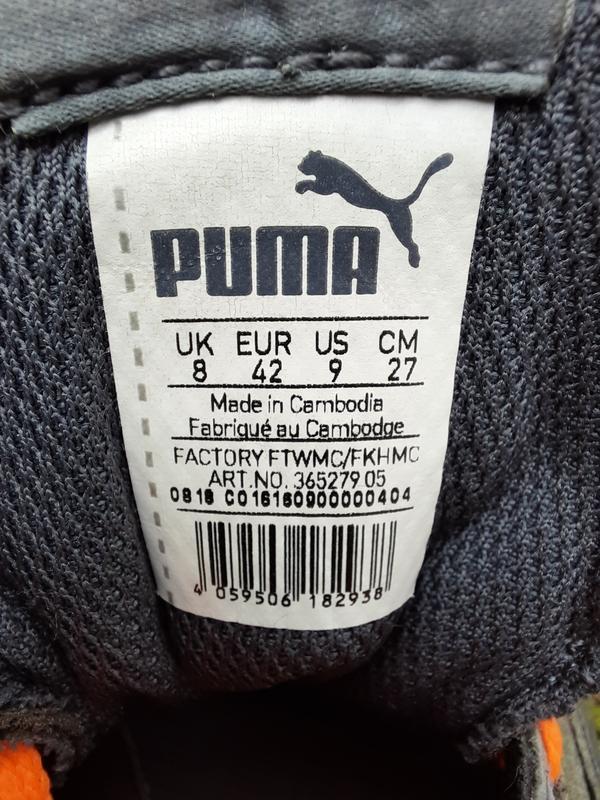 PUMA
UK EUR US CM
8 42 9 27
Made in Cambodia
Fabriqué au Cambodge
FACTORY FTWMC/FKHMC
ART.NO. 365279 05
0818 C016160900000404
4 059506 182938